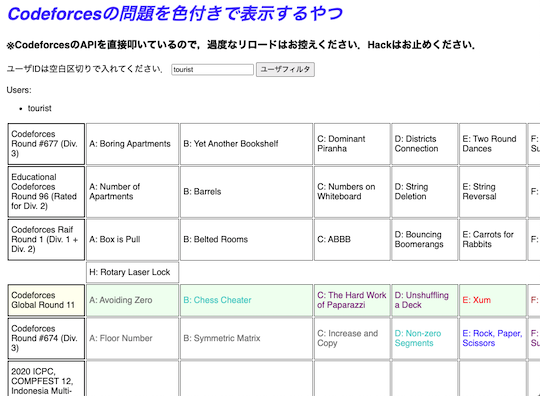 Codeforcesの問題を色付きで表示するやつ
※CodeforcesのAPIを直接叩いているので，過度なリロードはお控えください．Hackはお止めください．
ユーザIDは空白区切りで入れてください． tourist ユーザフィルタ
Users:
• tourist
Codeforces Round #677 (Div. 3)
A: Boring Apartments
B: Yet Another Bookshelf
C: Dominant Piranha
D: Districts Connection
E: Two Round Dances
F:
Educational Codeforces Round 96 (Rated for Div. 2)
A: Number of Apartments
B: Barrels
C: Numbers on Whiteboard
D: String Deletion
E: String Reversal
F:
Codeforces Raif Round 1 (Div. 1 + Div. 2)
A: Box is Pull
B: Belted Rooms
C: ABBB
D: Bouncing Boomerangs
E: Carrots for Rabbits
F:
H: Rotary Laser Lock
Codeforces Global Round 11
A: Avoiding Zero
B: Chess Cheater
C: The Hard Work of Paparazzi
D: Unshuffling a Deck
E: Xum
F:
Codeforces Round #674 (Div. 3)
A: Floor Number
B: Symmetric Matrix
C: Increase and Copy
D: Non-zero Segments
E: Rock, Paper, Scissors
F:
2020 ICPC, COMPFEST 12, Indonesia Multi-